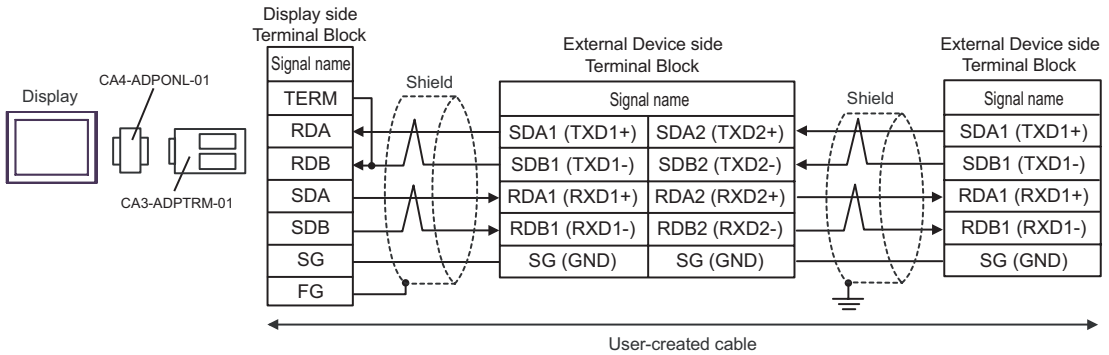 Display side
Terminal Block
External Device side
Terminal Block
External Device side
Terminal Block
Display
CA4-ADPONL-01
CA3-ADPTRM-01
Signal name
TERM
RDA
RDB
SDA
SDB
SG
FG
Shield
Signal name
SDA1 (TXD1+) SDA2 (TXD2+)
SDB1 (TXD1-) SDB2 (TXD2-)
RDA1 (RXD1+) RDA2 (RXD2+)
RDB1 (RXD1-) RDB2 (RXD2-)
SG (GND) SG (GND)
Shield
Signal name
SDA1 (TXD1+)
SDB1 (TXD1-)
RDA1 (RXD1+)
RDB1 (RXD1-)
SG (GND)
User-created cable